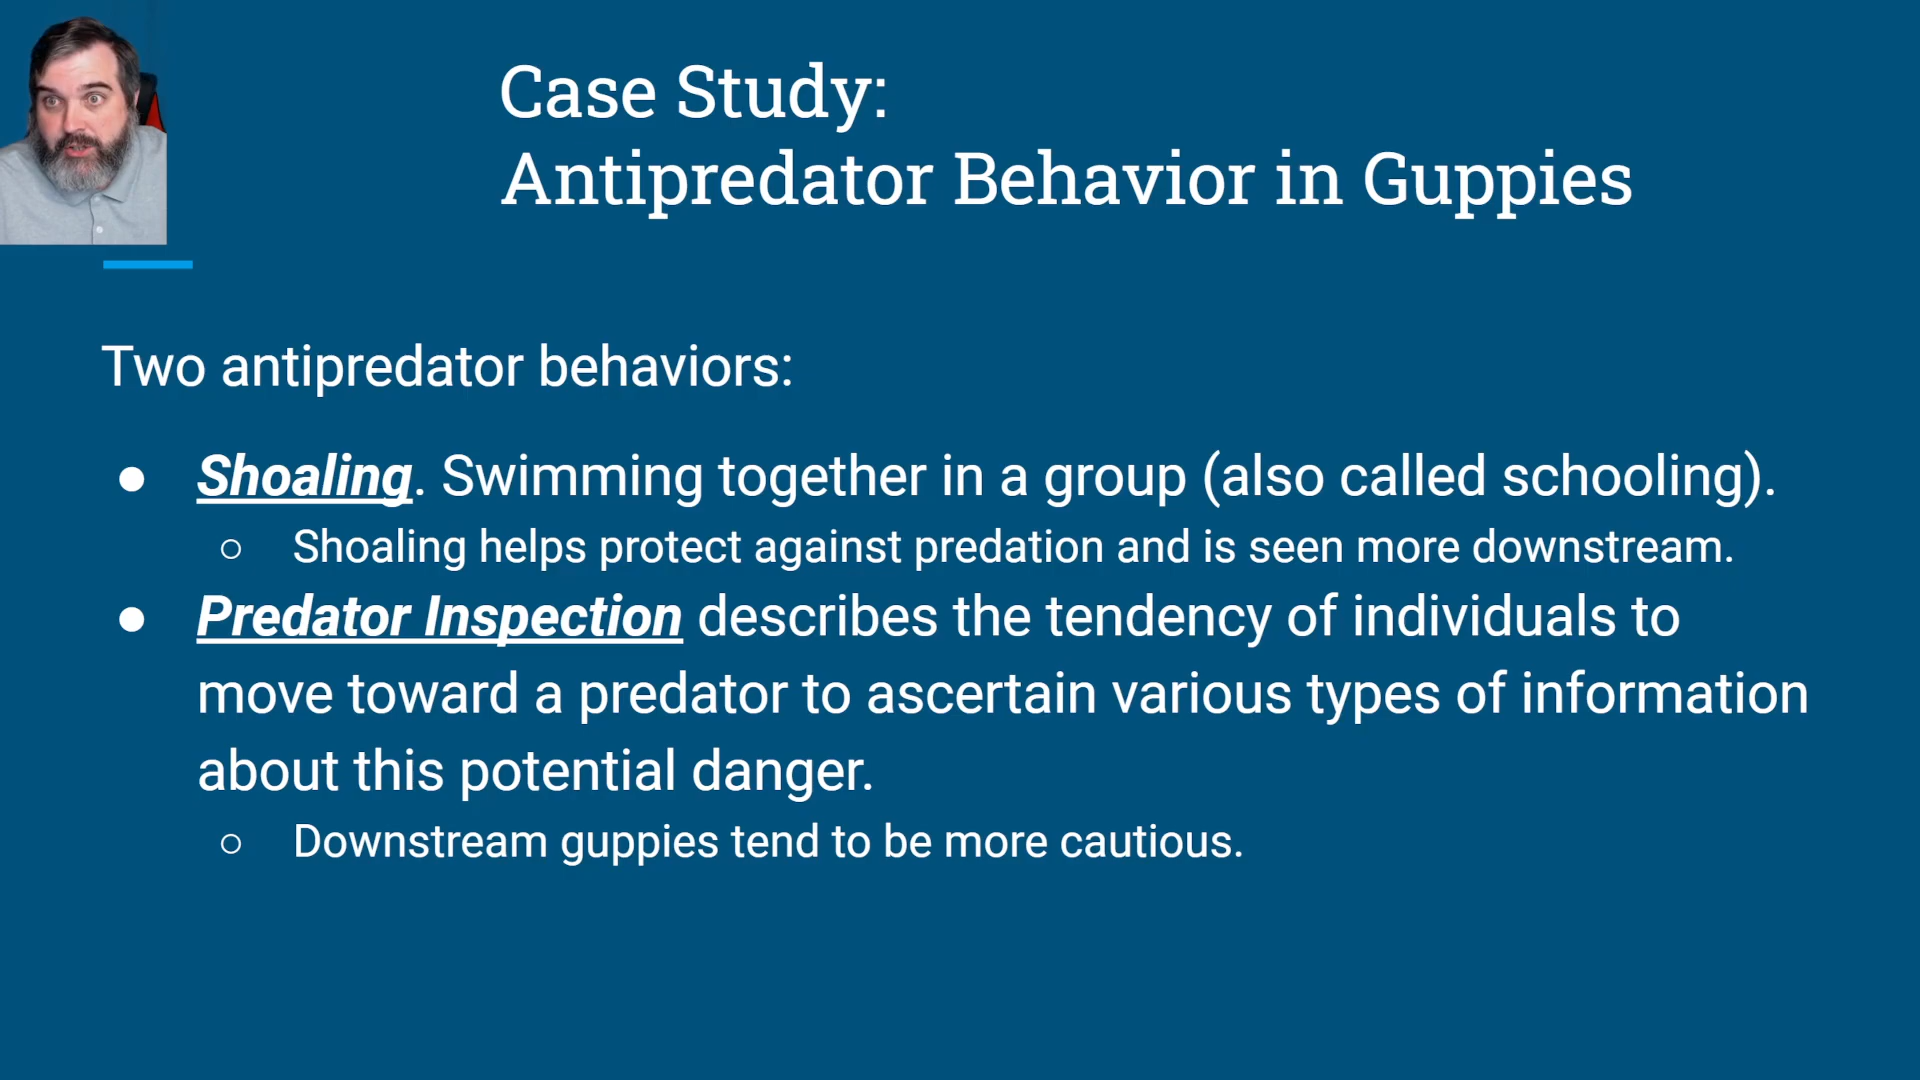 Case Study:
Antipredator Behavior in Guppies
Two antipredator behaviors:
● Shoaling. Swimming together in a group (also called schooling).
○ Shoaling helps protect against predation and is seen more downstream.
● Predator Inspection describes the tendency of individuals to
move toward a predator to ascertain various types of information
about this potential danger.
○ Downstream guppies tend to be more cautious.